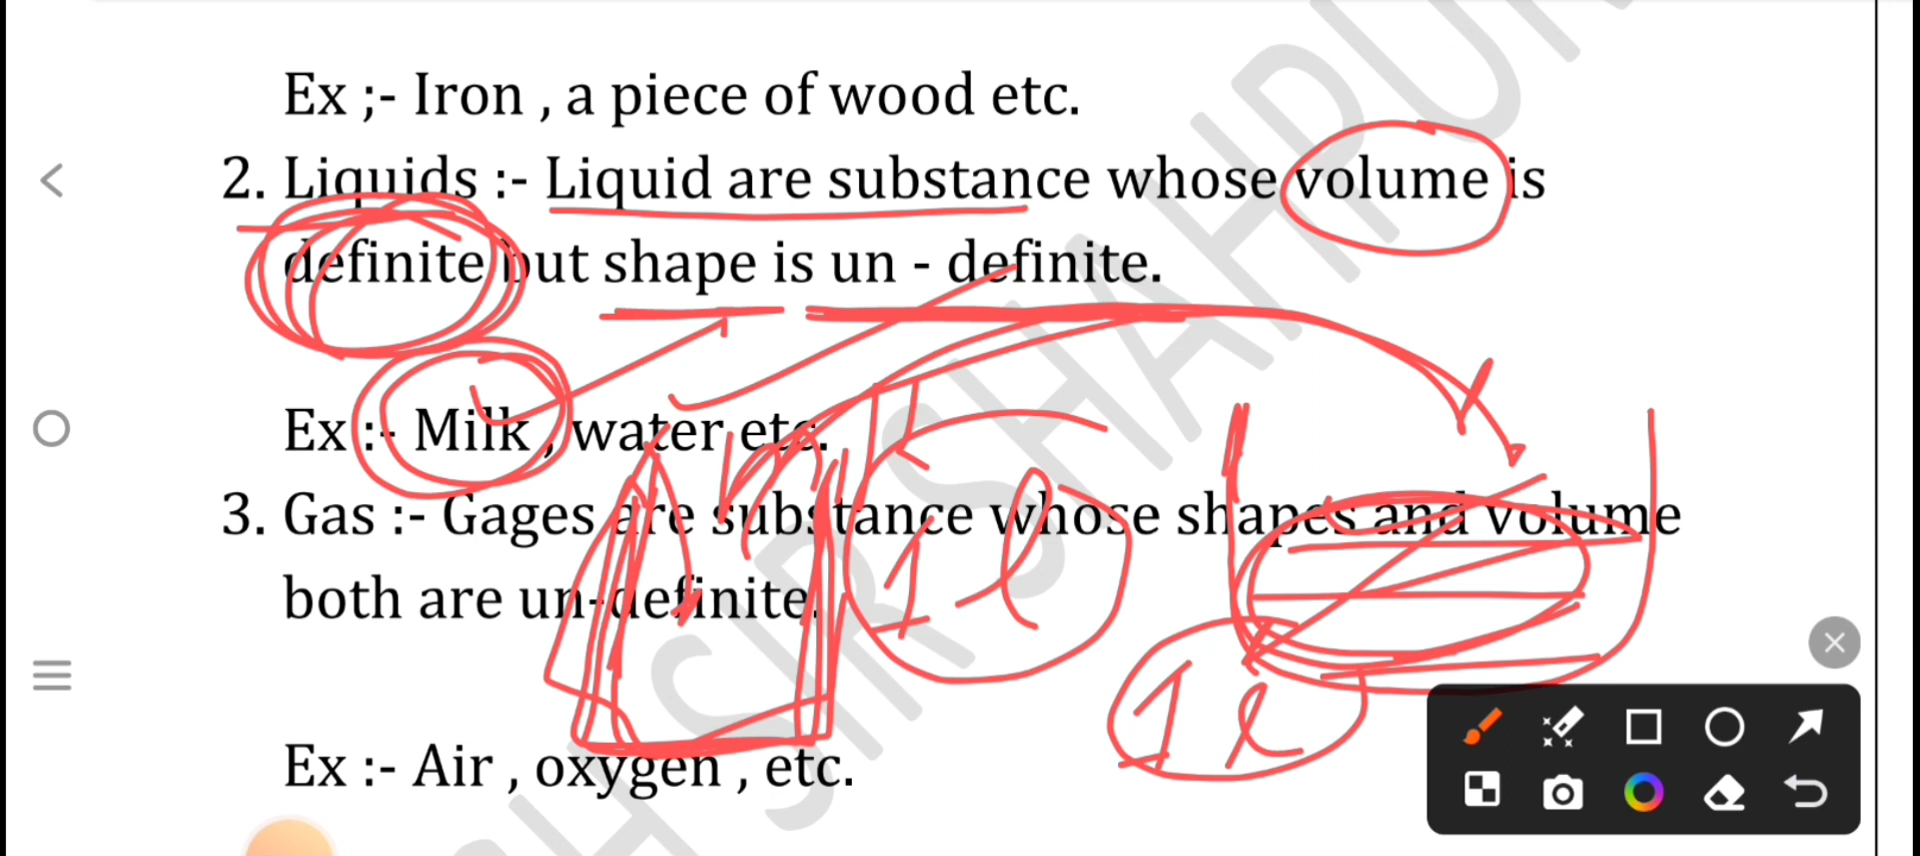 Ex ;- Iron , a piece of wood etc.
2. Liquids :- Liquid are substance whose volume is
definite but shape is un - definite.
Ex :- Milk , water etc.
3. Gas :- Gages are substance whose shapes and volume
both are un-definite.
1 l
1 l
Ex :- Air , oxygen , etc.